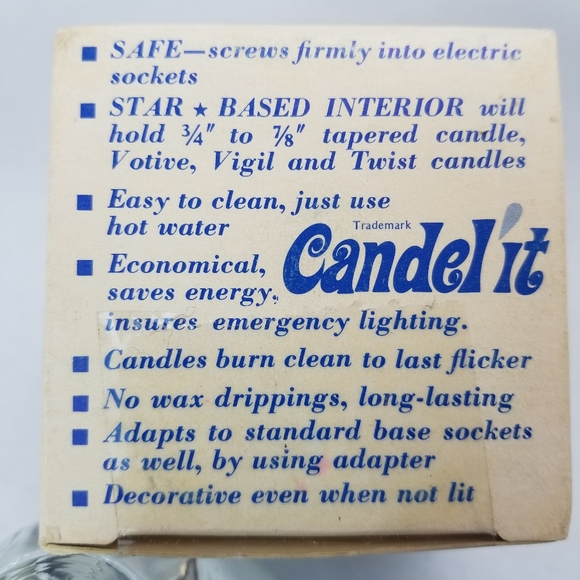 ■ SAFE—screws firmly into electric
sockets
■ STAR ★ BASED INTERIOR will
hold ¾" to ⅞" tapered candle,
Votive, Vigil and Twist candles
■ Easy to clean, just use
hot water
Trademark
Candel'it
■ Economical,
saves energy,
insures emergency lighting.
■ Candles burn clean to last flicker
■ No wax drippings, long-lasting
■ Adapts to standard base sockets
as well, by using adapter
■ Decorative even when not lit